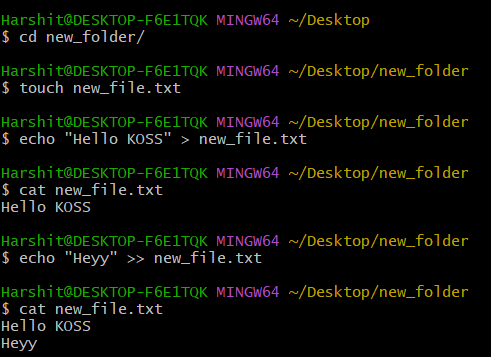 Harshit@DESKTOP-F6E1TQK MINGW64 ~/Desktop
$ cd new_folder/
Harshit@DESKTOP-F6E1TQK MINGW64 ~/Desktop/new_folder
$ touch new_file.txt
Harshit@DESKTOP-F6E1TQK MINGW64 ~/Desktop/new_folder
$ echo "Hello KOSS" > new_file.txt
Harshit@DESKTOP-F6E1TQK MINGW64 ~/Desktop/new_folder
$ cat new_file.txt
Hello KOSS
Harshit@DESKTOP-F6E1TQK MINGW64 ~/Desktop/new_folder
$ echo "Heyy" >> new_file.txt
Harshit@DESKTOP-F6E1TQK MINGW64 ~/Desktop/new_folder
$ cat new_file.txt
Hello KOSS
Heyy